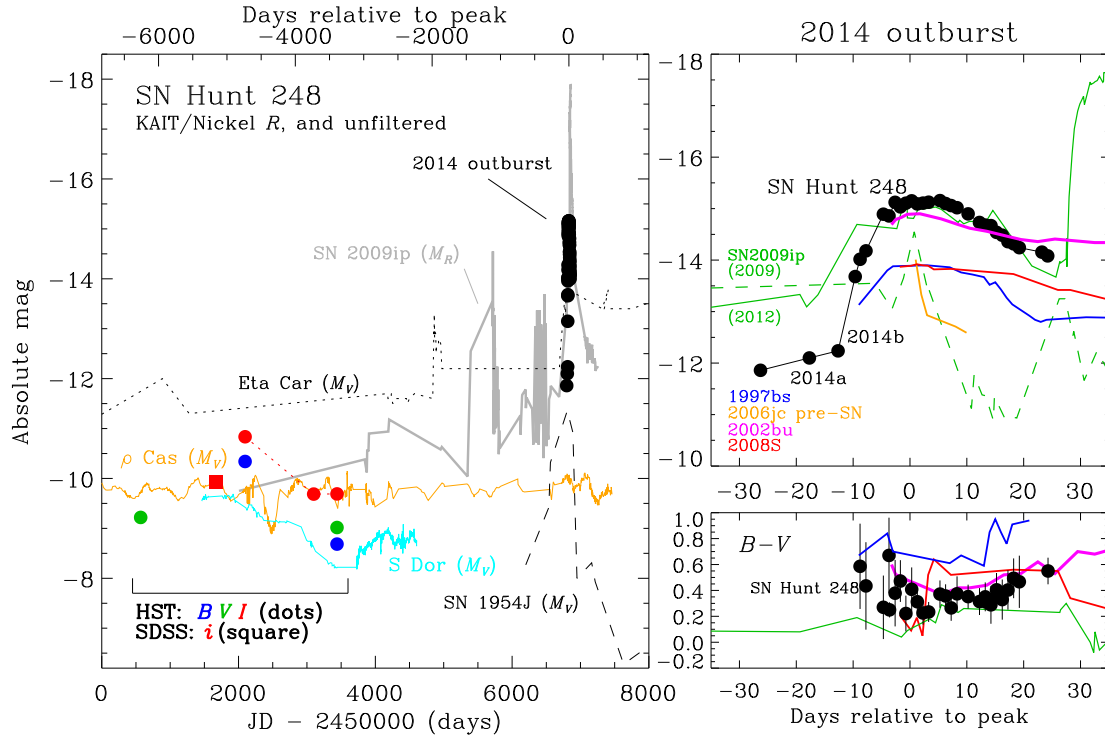 Days relative to peak
−6000 −4000 −2000 0
−18
−16
−14
−12
−10
−8
Absolute mag
SN Hunt 248
KAIT/Nickel R, and unfiltered
2014 outburst
SN 2009ip (M_R)
Eta Car (M_V)
ρ Cas (M_V)
S Dor (M_V)
SN 1954J (M_V)
HST: B V I (dots)
SDSS: i (square)
0 2000 4000 6000 8000
JD − 2450000 (days)
2014 outburst
−18
−16
−14
−12
−10
SN Hunt 248
SN2009ip
(2009)
(2012)
2014b
2014a
1997bs
2006jc pre−SN
2002bu
2008S
−30 −20 −10 0 10 20 30
1.0
0.8
0.6
0.4
0.2
0.0
−0.2
B−V
SN Hunt 248
−30 −20 −10 0 10 20 30
Days relative to peak